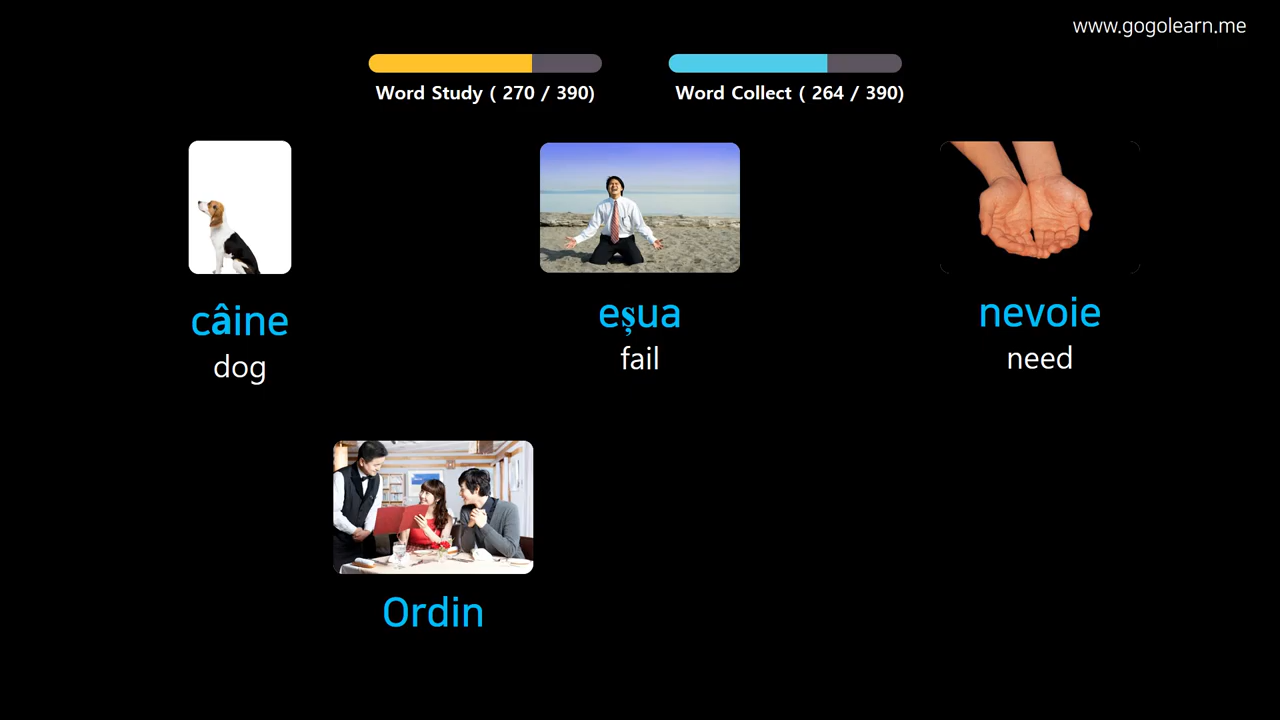 www.gogolearn.me
Word Study ( 270 / 390)
Word Collect ( 264 / 390)
câine
dog
eșua
fail
nevoie
need
Ordin